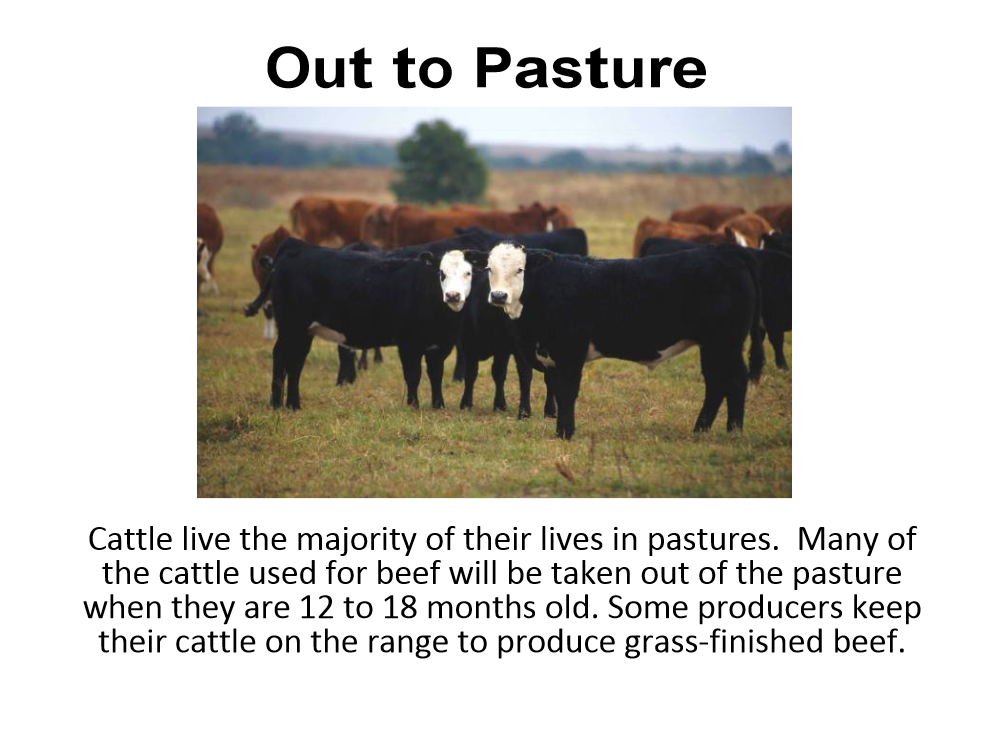 Out to Pasture
Cattle live the majority of their lives in pastures.  Many of
the cattle used for beef will be taken out of the pasture
when they are 12 to 18 months old. Some producers keep
their cattle on the range to produce grass-finished beef.